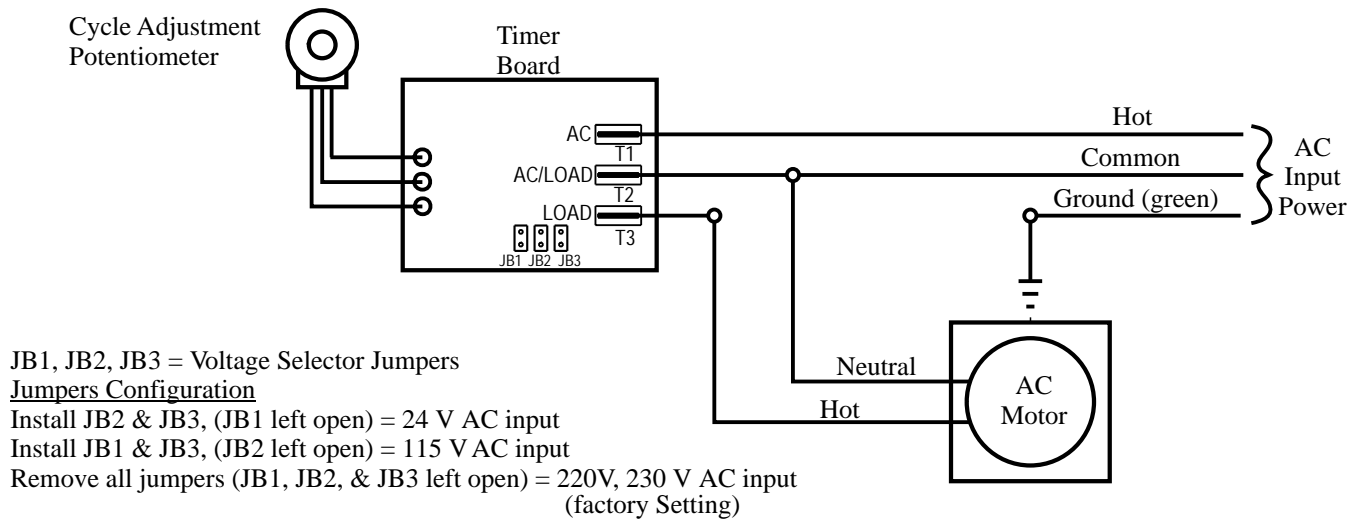 Cycle Adjustment
Potentiometer
Timer
Board
AC
T1
AC/LOAD
T2
LOAD
T3
JB1 JB2 JB3
Hot
Common
Ground (green)
AC
Input
Power
Neutral
Hot
AC
Motor
JB1, JB2, JB3 = Voltage Selector Jumpers
Jumpers Configuration
Install JB2 & JB3, (JB1 left open) = 24 V AC input
Install JB1 & JB3, (JB2 left open) = 115 V AC input
Remove all jumpers (JB1, JB2, & JB3 left open) = 220V, 230 V AC input
(factory Setting)